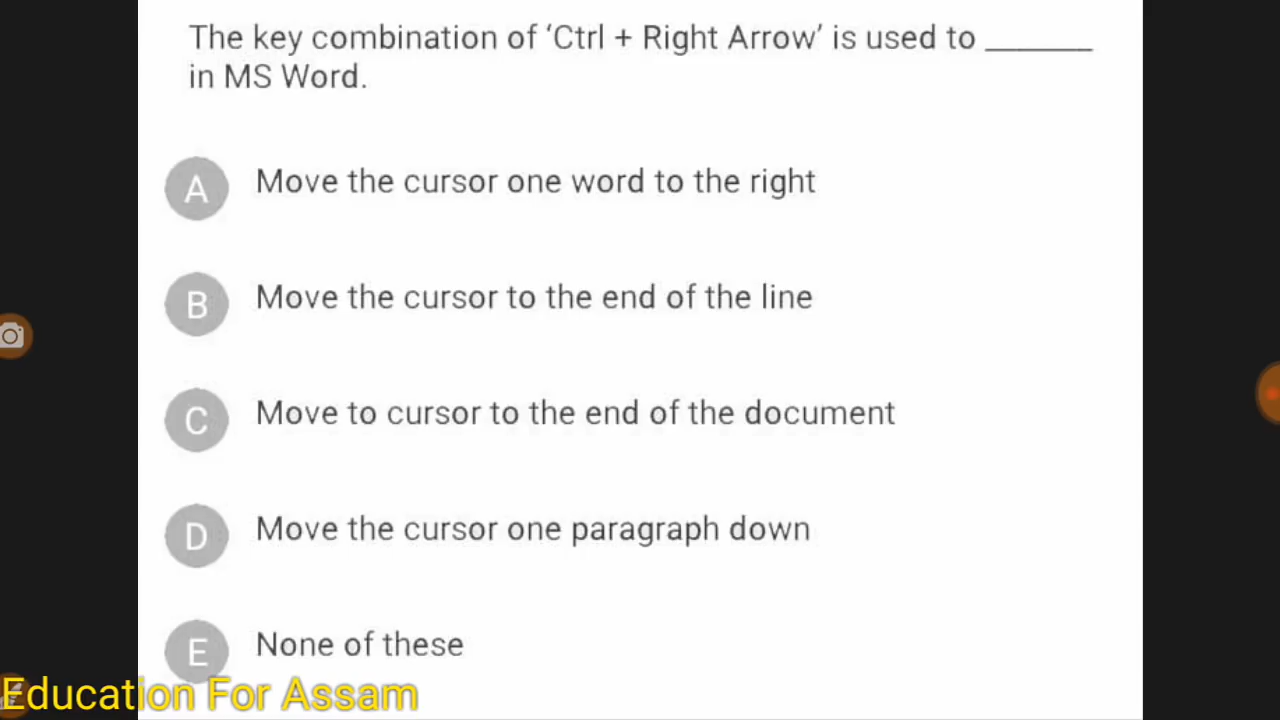 The key combination of ‘Ctrl + Right Arrow’ is used to ______
in MS Word.
A Move the cursor one word to the right
B Move the cursor to the end of the line
C Move to cursor to the end of the document
D Move the cursor one paragraph down
E None of these
Education For Assam